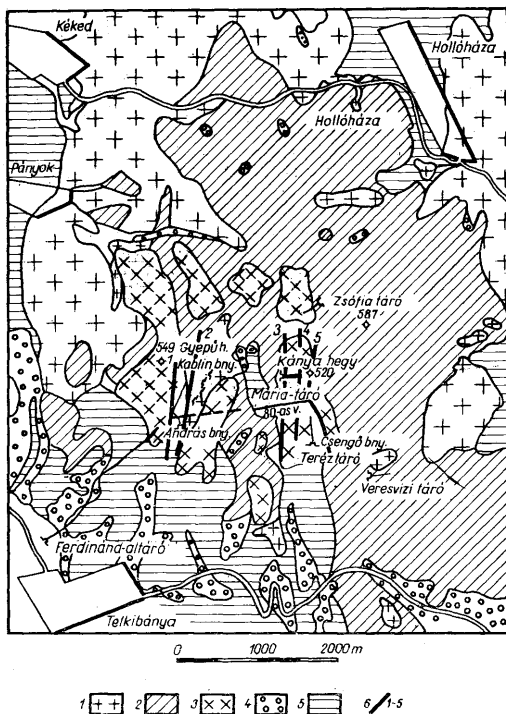 Kéked
Hollóháza
Hollóháza
Pányok
Zsófia táró
587
2
3 4
5
549 Gyepű h.
1
Kablin bny.
Kánya hegy
520
Mária-táró
80-as v.
András bny.
Csengő bny.
Teréz táró
Veresvizi táró
Ferdinánd-altáró
Telkibánya
0 1000 2000 m
1 2 3 4 5 6 1-5